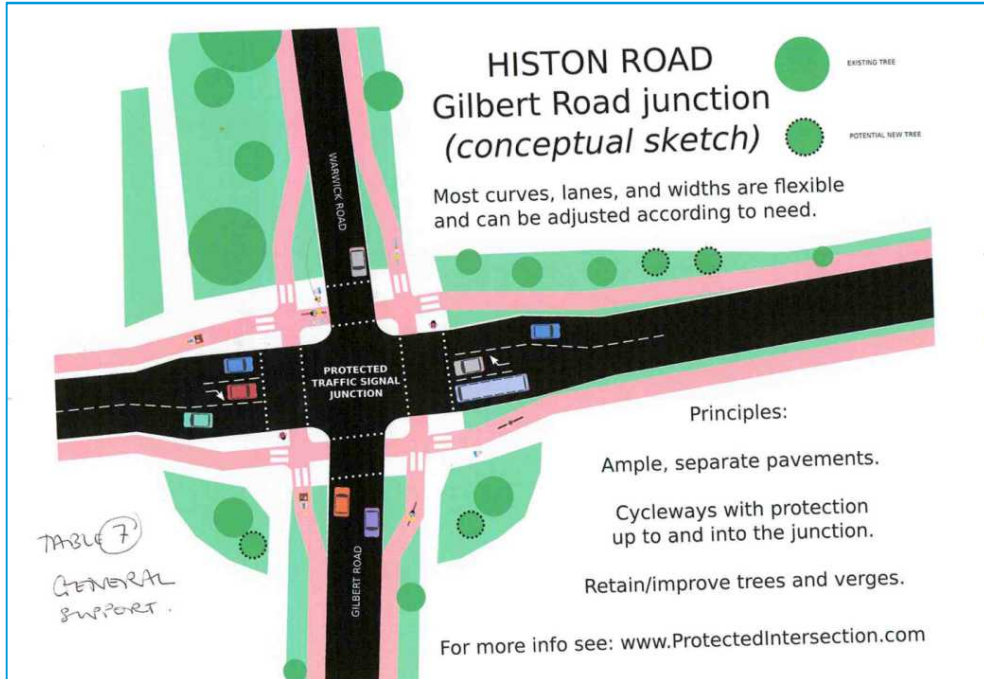 HISTON ROAD
Gilbert Road junction
(conceptual sketch)
EXISTING TREE
POTENTIAL NEW TREE
Most curves, lanes, and widths are flexible
and can be adjusted according to need.
WARWICK ROAD
PROTECTED
TRAFFIC SIGNAL
JUNCTION
Principles:
Ample, separate pavements.
Cycleways with protection
up to and into the junction.
Retain/improve trees and verges.
GILBERT ROAD
TABLE 7
GENERAL
SUPPORT.
For more info see: www.ProtectedIntersection.com